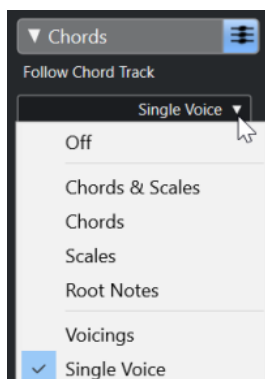 Chords
Follow Chord Track
Single Voice
Off
Chords & Scales
Chords
Scales
Root Notes
Voicings
Single Voice